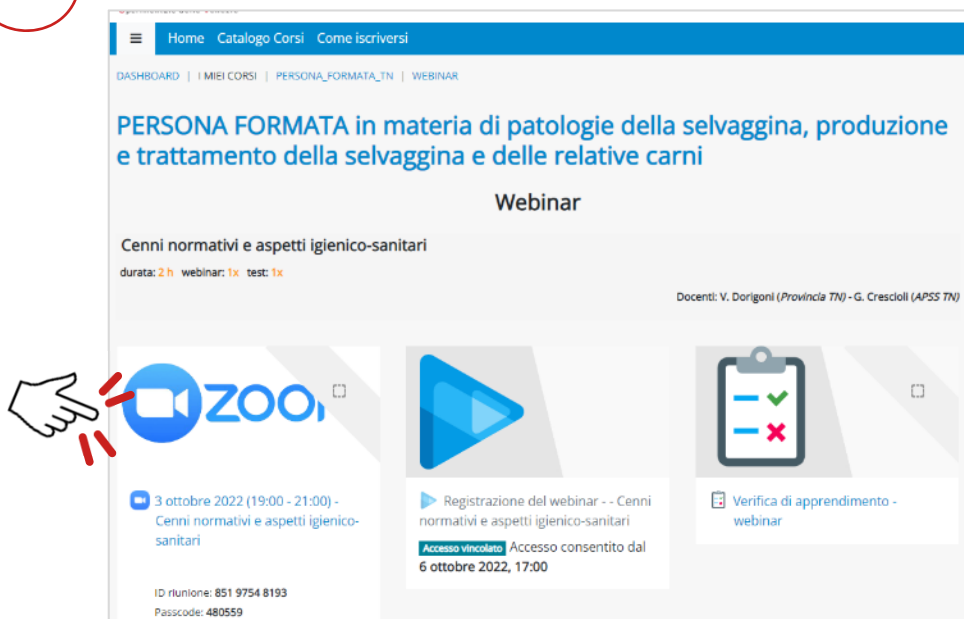 Home Catalogo Corsi Come iscriversi
DASHBOARD | I MIEI CORSI | PERSONA_FORMATA_TN | WEBINAR
PERSONA FORMATA in materia di patologie della selvaggina, produzione
e trattamento della selvaggina e delle relative carni
Webinar
Cenni normativi e aspetti igienico-sanitari
durata: 2 h webinar: 1x test: 1x
Docenti: V. Dorigoni (Provincia TN) - G. Crescioli (APSS TN)
3 ottobre 2022 (19:00 - 21:00) -
Cenni normativi e aspetti igienico-
sanitari
ID riunione: 851 9754 8193
Passcode: 480559
Registrazione del webinar - - Cenni
normativi e aspetti igienico-sanitari
Accesso vincolato Accesso consentito dal
6 ottobre 2022, 17:00
Verifica di apprendimento -
webinar